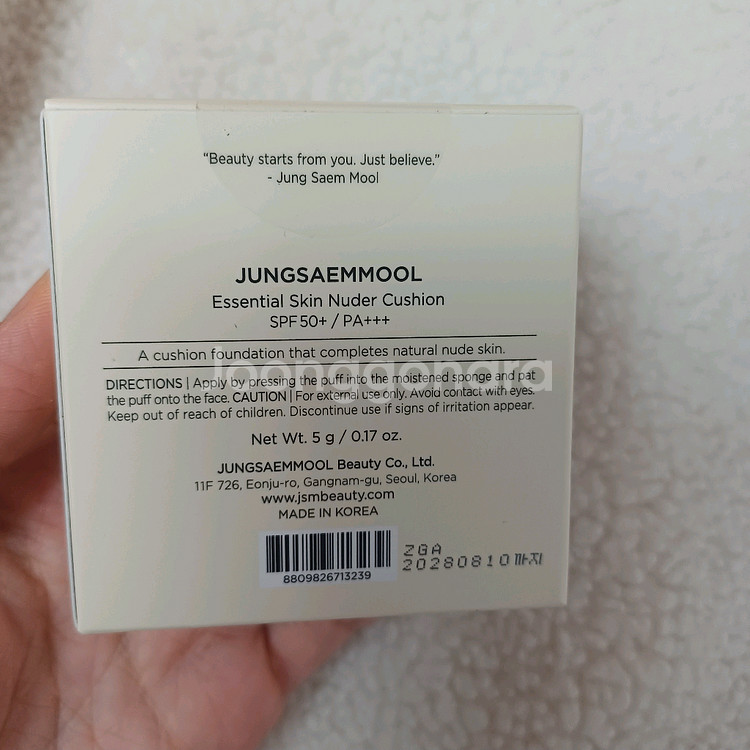 “Beauty starts from you. Just believe.”
- Jung Saem Mool
JUNGSAEMMOOL
Essential Skin Nuder Cushion
SPF 50+ / PA+++
A cushion foundation that completes natural nude skin.
joonggonara
DIRECTIONS | Apply by pressing the puff into the moistened sponge and pat
the puff onto the face. CAUTION | For external use only. Avoid contact with eyes.
Keep out of reach of children. Discontinue use if signs of irritation appear.
Net Wt. 5 g / 0.17 oz.
JUNGSAEMMOOL Beauty Co., Ltd.
11F 726, Eonju-ro, Gangnam-gu, Seoul, Korea
www.jsmbeauty.com
MADE IN KOREA
ZGA
20280810까지
8809826713239